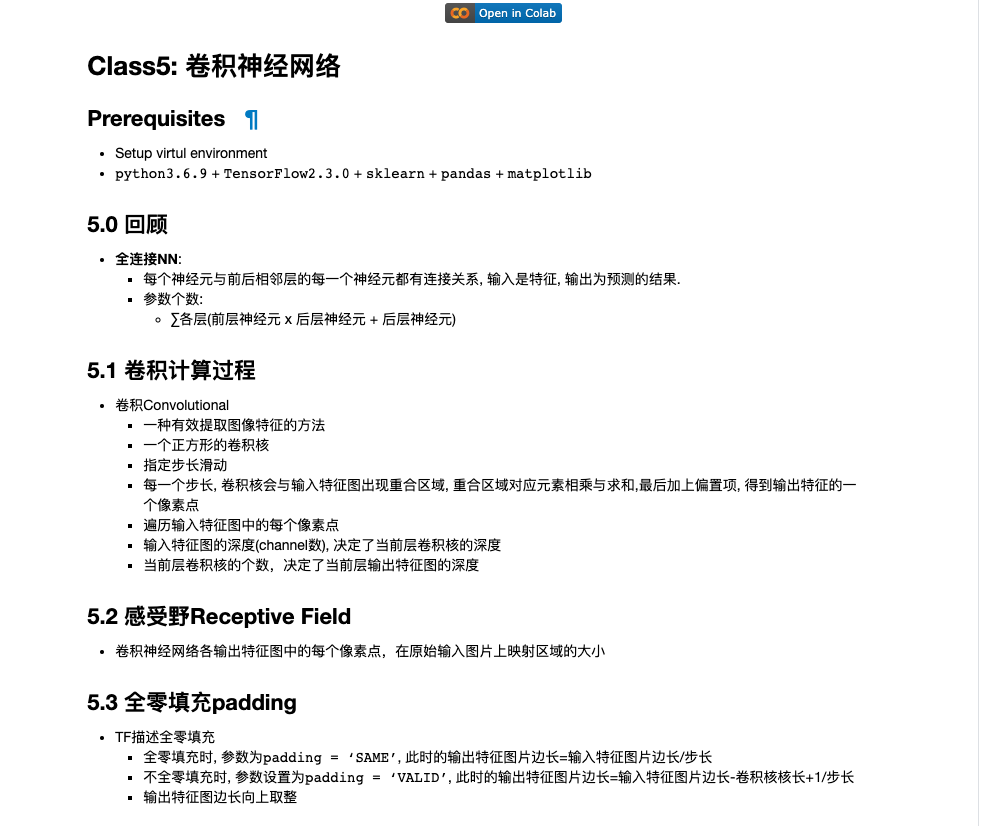 Open in Colab
Class5: 卷积神经网络
Prerequisites ¶
Setup virtul environment
python3.6.9 + TensorFlow2.3.0 + sklearn + pandas + matplotlib
5.0 回顾
全连接NN:
每个神经元与前后相邻层的每一个神经元都有连接关系, 输入是特征, 输出为预测的结果.
参数个数:
∑各层(前层神经元 x 后层神经元 + 后层神经元)
5.1 卷积计算过程
卷积Convolutional
一种有效提取图像特征的方法
一个正方形的卷积核
指定步长滑动
每一个步长, 卷积核会与输入特征图出现重合区域, 重合区域对应元素相乘与求和,最后加上偏置项, 得到输出特征的一
个像素点
遍历输入特征图中的每个像素点
输入特征图的深度(channel数), 决定了当前层卷积核的深度
当前层卷积核的个数，决定了当前层输出特征图的深度
5.2 感受野Receptive Field
卷积神经网络各输出特征图中的每个像素点，在原始输入图片上映射区域的大小
5.3 全零填充padding
TF描述全零填充
全零填充时, 参数为padding = ‘SAME’, 此时的输出特征图片边长=输入特征图片边长/步长
不全零填充时, 参数设置为padding = ‘VALID’, 此时的输出特征图片边长=输入特征图片边长-卷积核核长+1/步长
输出特征图边长向上取整